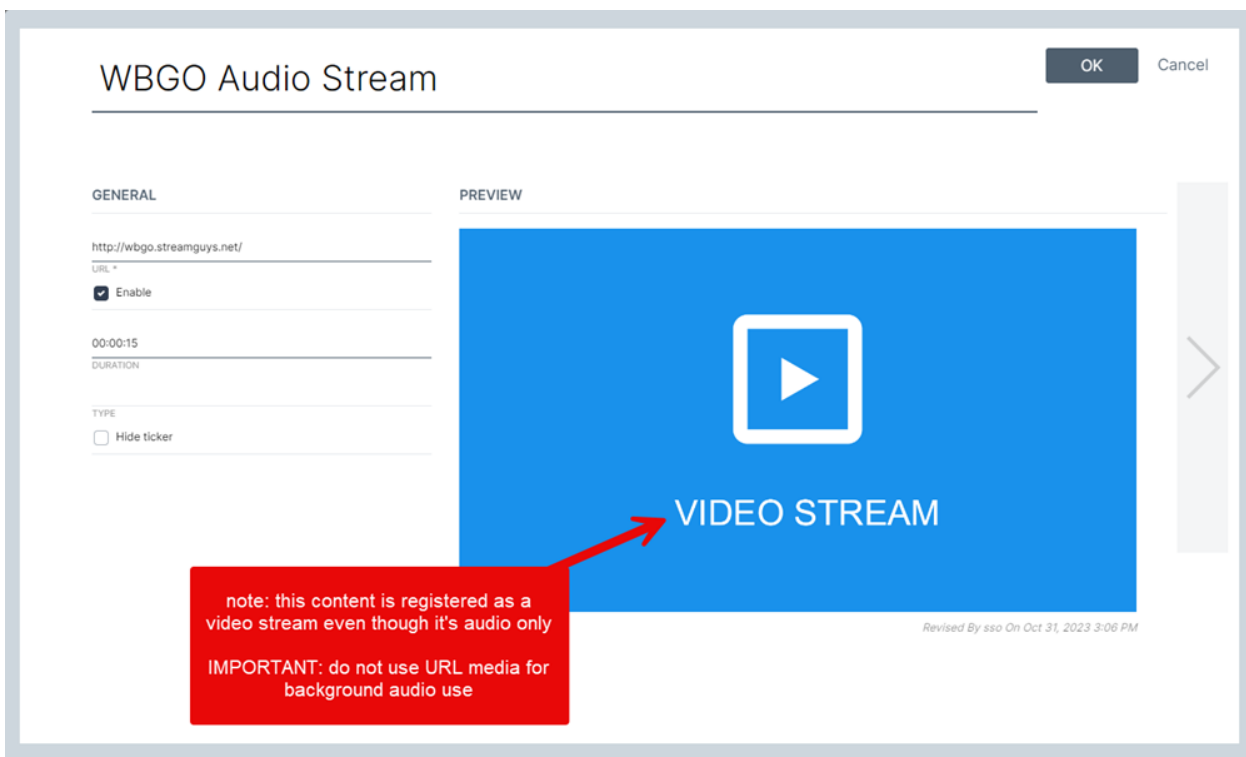 WBGO Audio Stream
OK
Cancel
GENERAL
PREVIEW
http://wbgo.streamguys.net/
URL *
Enable
00:00:15
DURATION
TYPE
Hide ticker
VIDEO STREAM
note: this content is registered as a
video stream even though it's audio only
IMPORTANT: do not use URL media for
background audio use
Revised By sso On Oct 31, 2023 3:06 PM